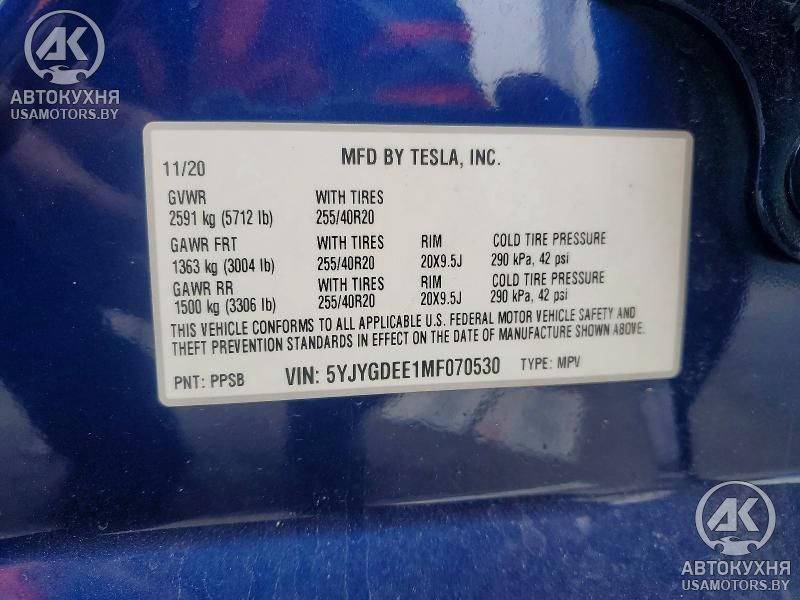 AK
АВТОКУХНЯ
USAMOTORS.BY
11/20 MFD BY TESLA, INC.
GVWR WITH TIRES
2591 kg (5712 lb) 255/40R20
GAWR FRT WITH TIRES RIM COLD TIRE PRESSURE
1363 kg (3004 lb) 255/40R20 20X9.5J 290 kPa, 42 psi
GAWR RR WITH TIRES RIM COLD TIRE PRESSURE
1500 kg (3306 lb) 255/40R20 20X9.5J 290 kPa, 42 psi
THIS VEHICLE CONFORMS TO ALL APPLICABLE U.S. FEDERAL MOTOR VEHICLE SAFETY AND
THEFT PREVENTION STANDARDS IN EFFECT ON THE DATE OF MANUFACTURE SHOWN ABOVE.
PNT: PPSB VIN: 5YJYGDEE1MF070530 TYPE: MPV
AK
АВТОКУХНЯ
USAMOTORS.BY